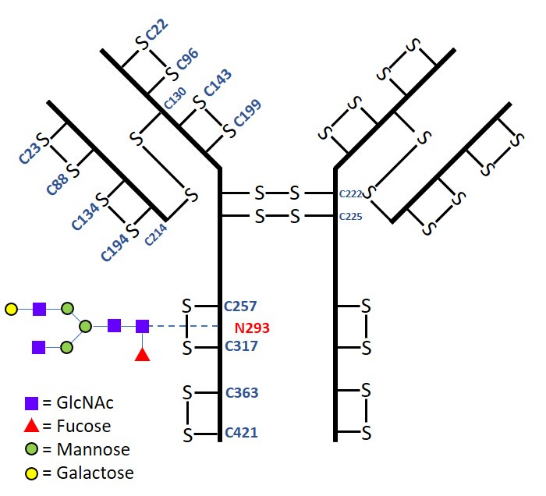 C22
S
C96
S
C130
S
C143
S
C199
S
S
S
C23
S
C88
S
C134
S
C194
C214
S
S
S
S
S
S
S
S
S
S
S
S
S—S
C222
S—S
C225
S
C257
N293
S
C317
S
C363
S
C421
S
S
S
S
= GlcNAc
= Fucose
= Mannose
= Galactose